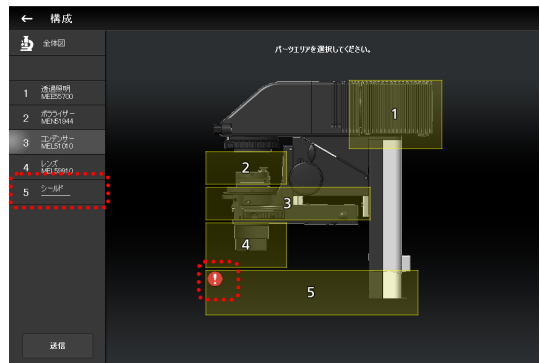 ← 構成
全体図
パーツエリアを選択してください。
1 透過照明
MEE55700
2 ポラライザー
MEN51944
3 コンデンサー
MEL51010
4 レンズ
MEL59910
5 シールド
1
2
3
4
!
5
送信